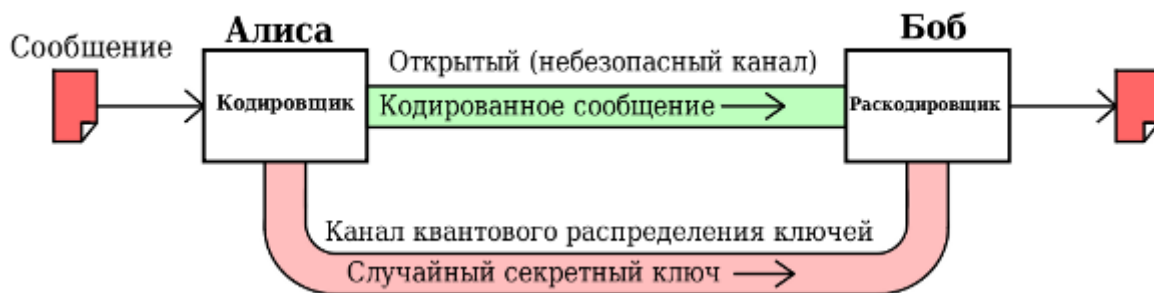 Сообщение
Алиса
Боб
Открытый (небезопасный канал)
Кодировщик
Кодированное сообщение
Раскодировщик
Канал квантового распределения ключей
Случайный секретный ключ